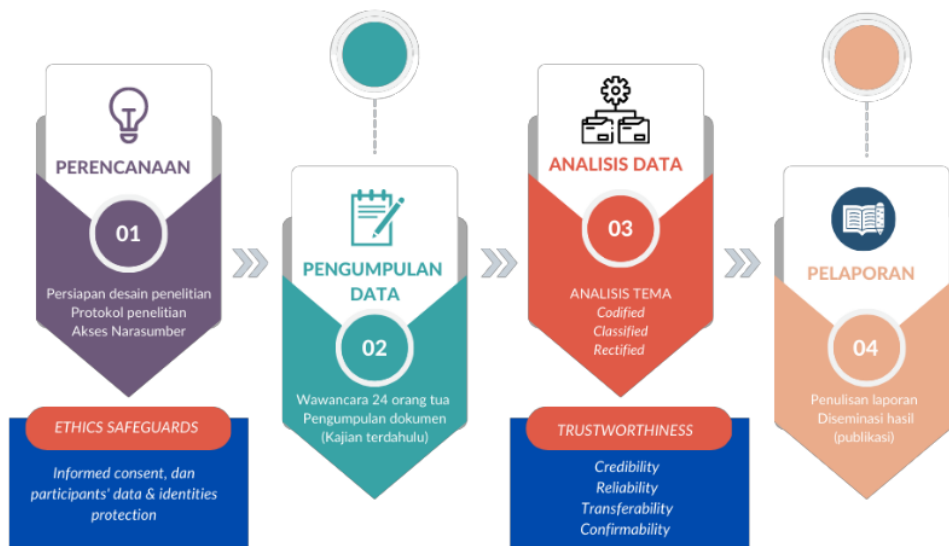 PERENCANAAN
01
Persiapan desain penelitian
Protokol penelitian
Akses Narasumber
ETHICS SAFEGUARDS
Informed consent, dan
participants' data & identities
protection
PENGUMPULAN
DATA
02
Wawancara 24 orang tua
Pengumpulan dokumen
(Kajian terdahulu)
ANALISIS DATA
03
ANALISIS TEMA
Codified
Classified
Rectified
TRUSTWORTHINESS
Credibility
Reliability
Transferability
Confirmability
PELAPORAN
04
Penulisan laporan
Diseminasi hasil
(publikasi)